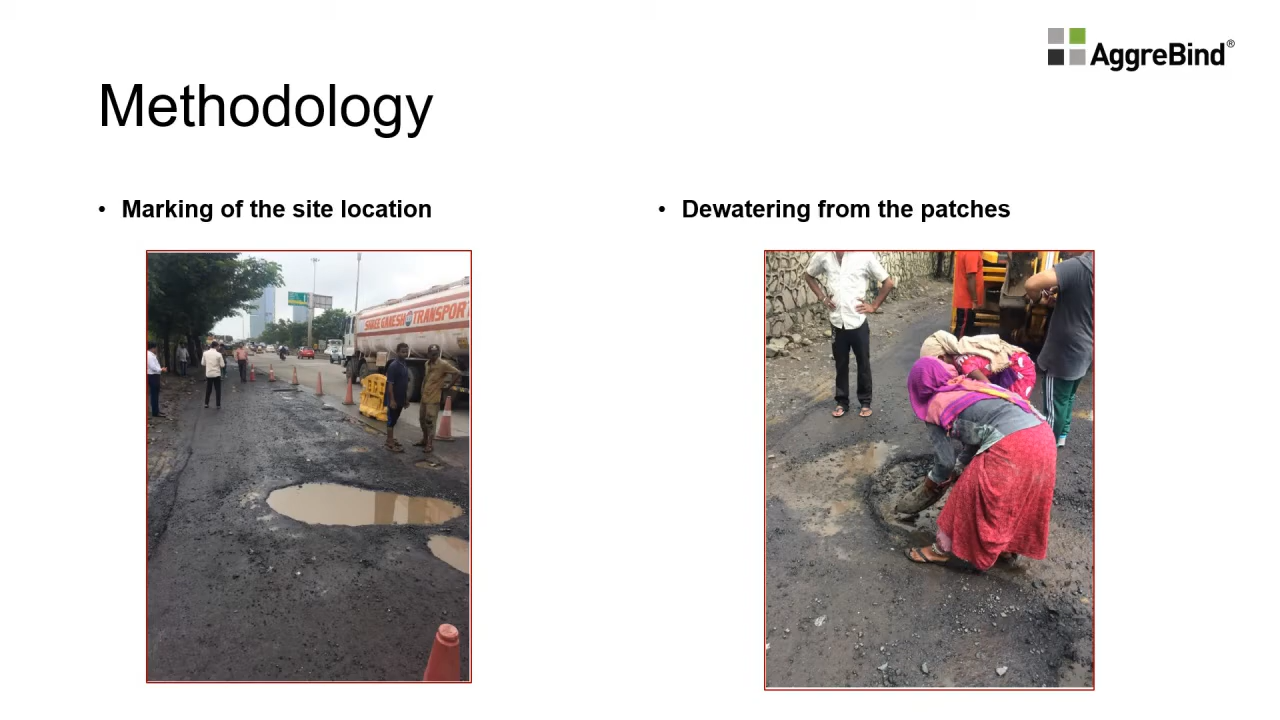 AggreBind®
Methodology
• Marking of the site location
• Dewatering from the patches
SHREE GANESH TRANSPORT